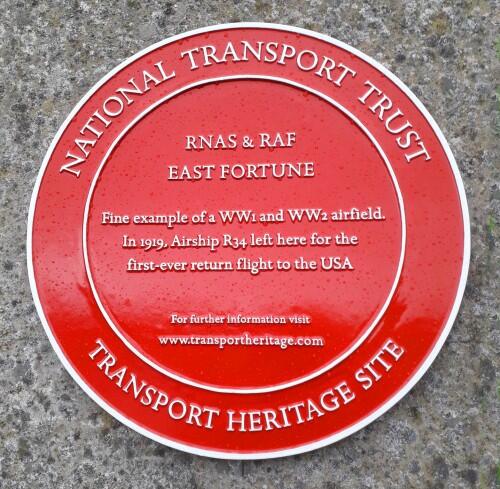 NATIONAL TRANSPORT TRUST
RNAS & RAF
EAST FORTUNE
Fine example of a WW1 and WW2 airfield.
In 1919, Airship R34 left here for the
first-ever return flight to the USA
For further information visit
www.transportheritage.com
TRANSPORT HERITAGE SITE